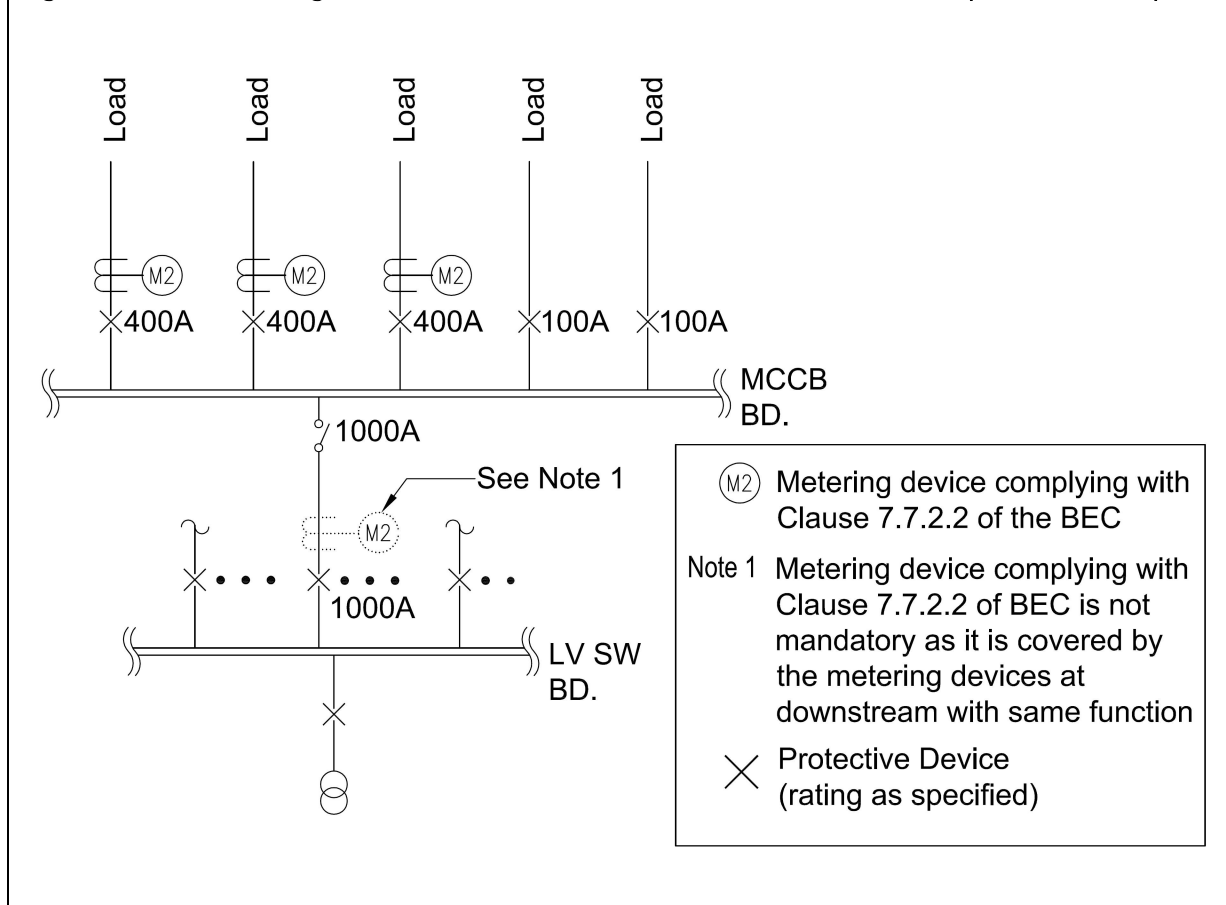 Load
Load
Load
Load
Load
M2
M2
M2
400A
400A
400A
100A
100A
MCCB
BD.
1000A
See Note 1
M2
1000A
LV SW
BD.
M2 Metering device complying with
Clause 7.7.2.2 of the BEC
Note 1 Metering device complying with
Clause 7.7.2.2 of BEC is not
mandatory as it is covered by
the metering devices at
downstream with same function
Protective Device
(rating as specified)